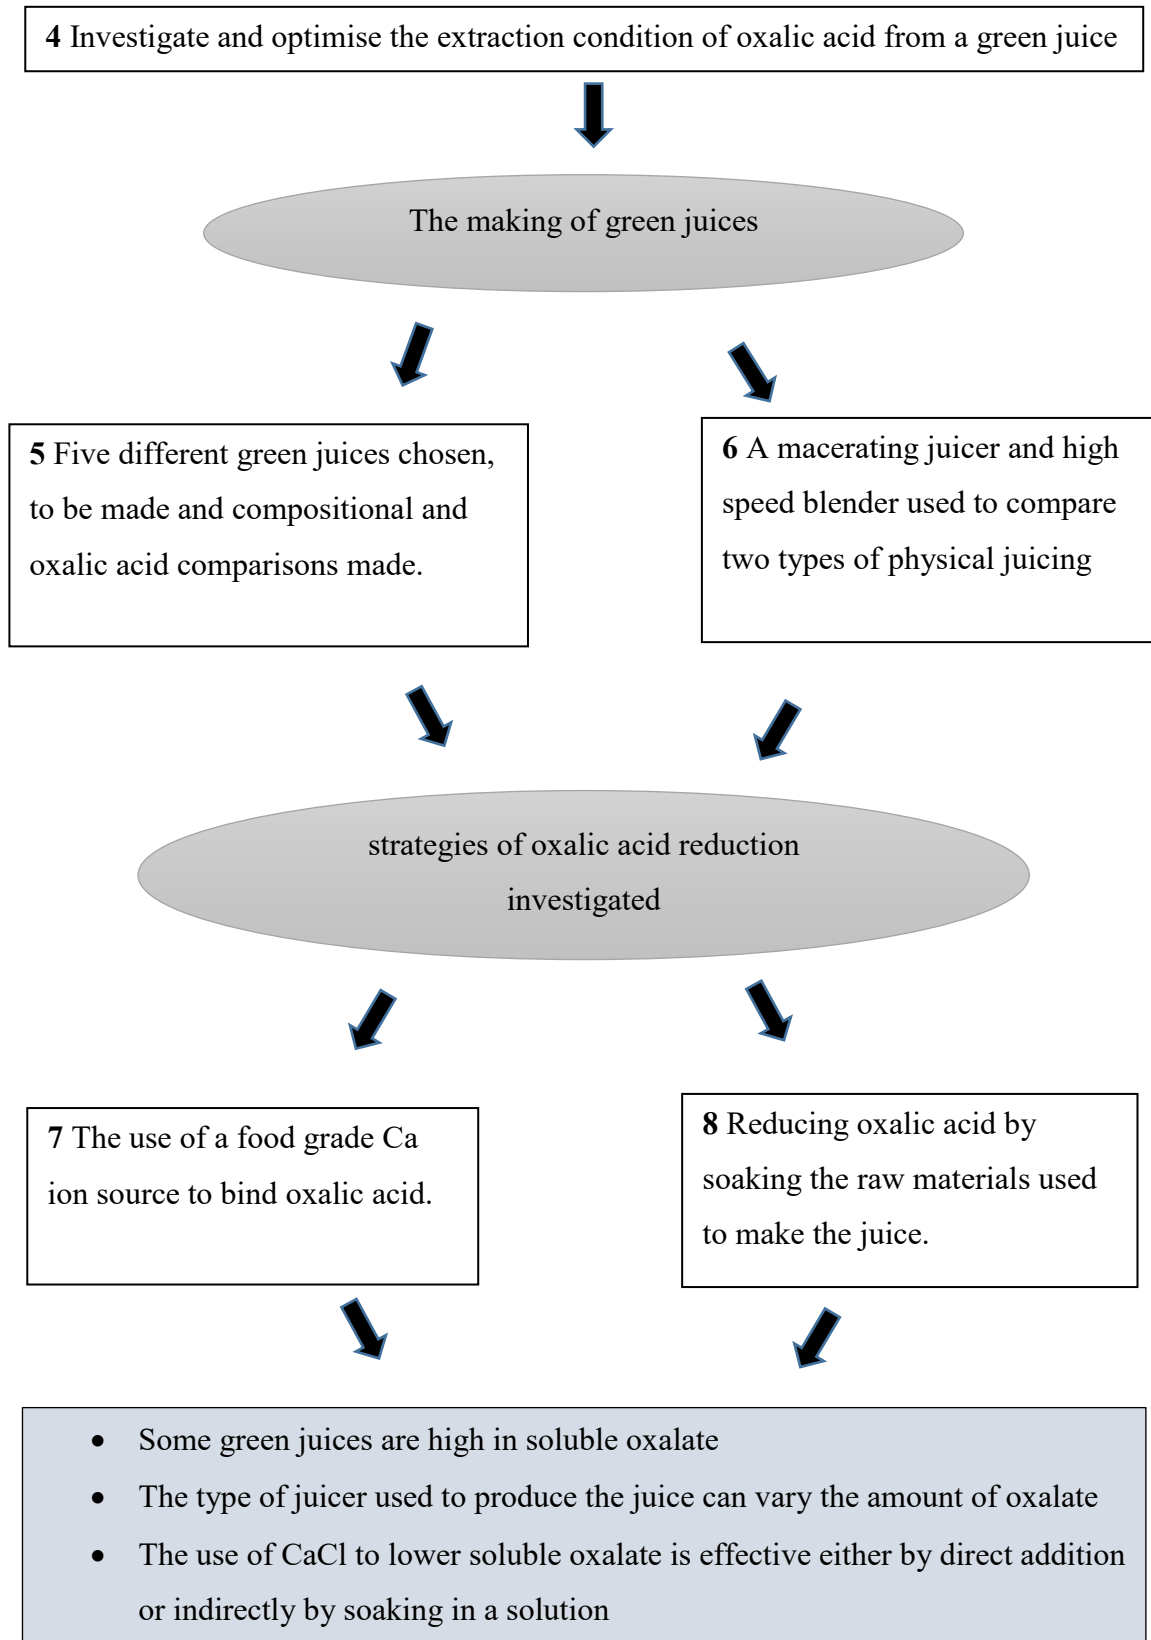 4 Investigate and optimise the extraction condition of oxalic acid from a green juice
The making of green juices
5 Five different green juices chosen,
to be made and compositional and
oxalic acid comparisons made.
6 A macerating juicer and high
speed blender used to compare
two types of physical juicing
strategies of oxalic acid reduction
investigated
7 The use of a food grade Ca
ion source to bind oxalic acid.
8 Reducing oxalic acid by
soaking the raw materials used
to make the juice.
• Some green juices are high in soluble oxalate
• The type of juicer used to produce the juice can vary the amount of oxalate
• The use of CaCl to lower soluble oxalate is effective either by direct addition
or indirectly by soaking in a solution